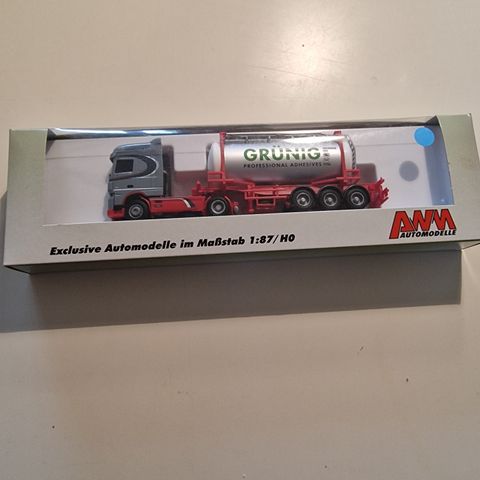 GRÜNIG
PROFESSIONAL ADHESIVES
Exclusive Automodelle im Maßstab 1:87/H0
AWM
AUTOMODELLE